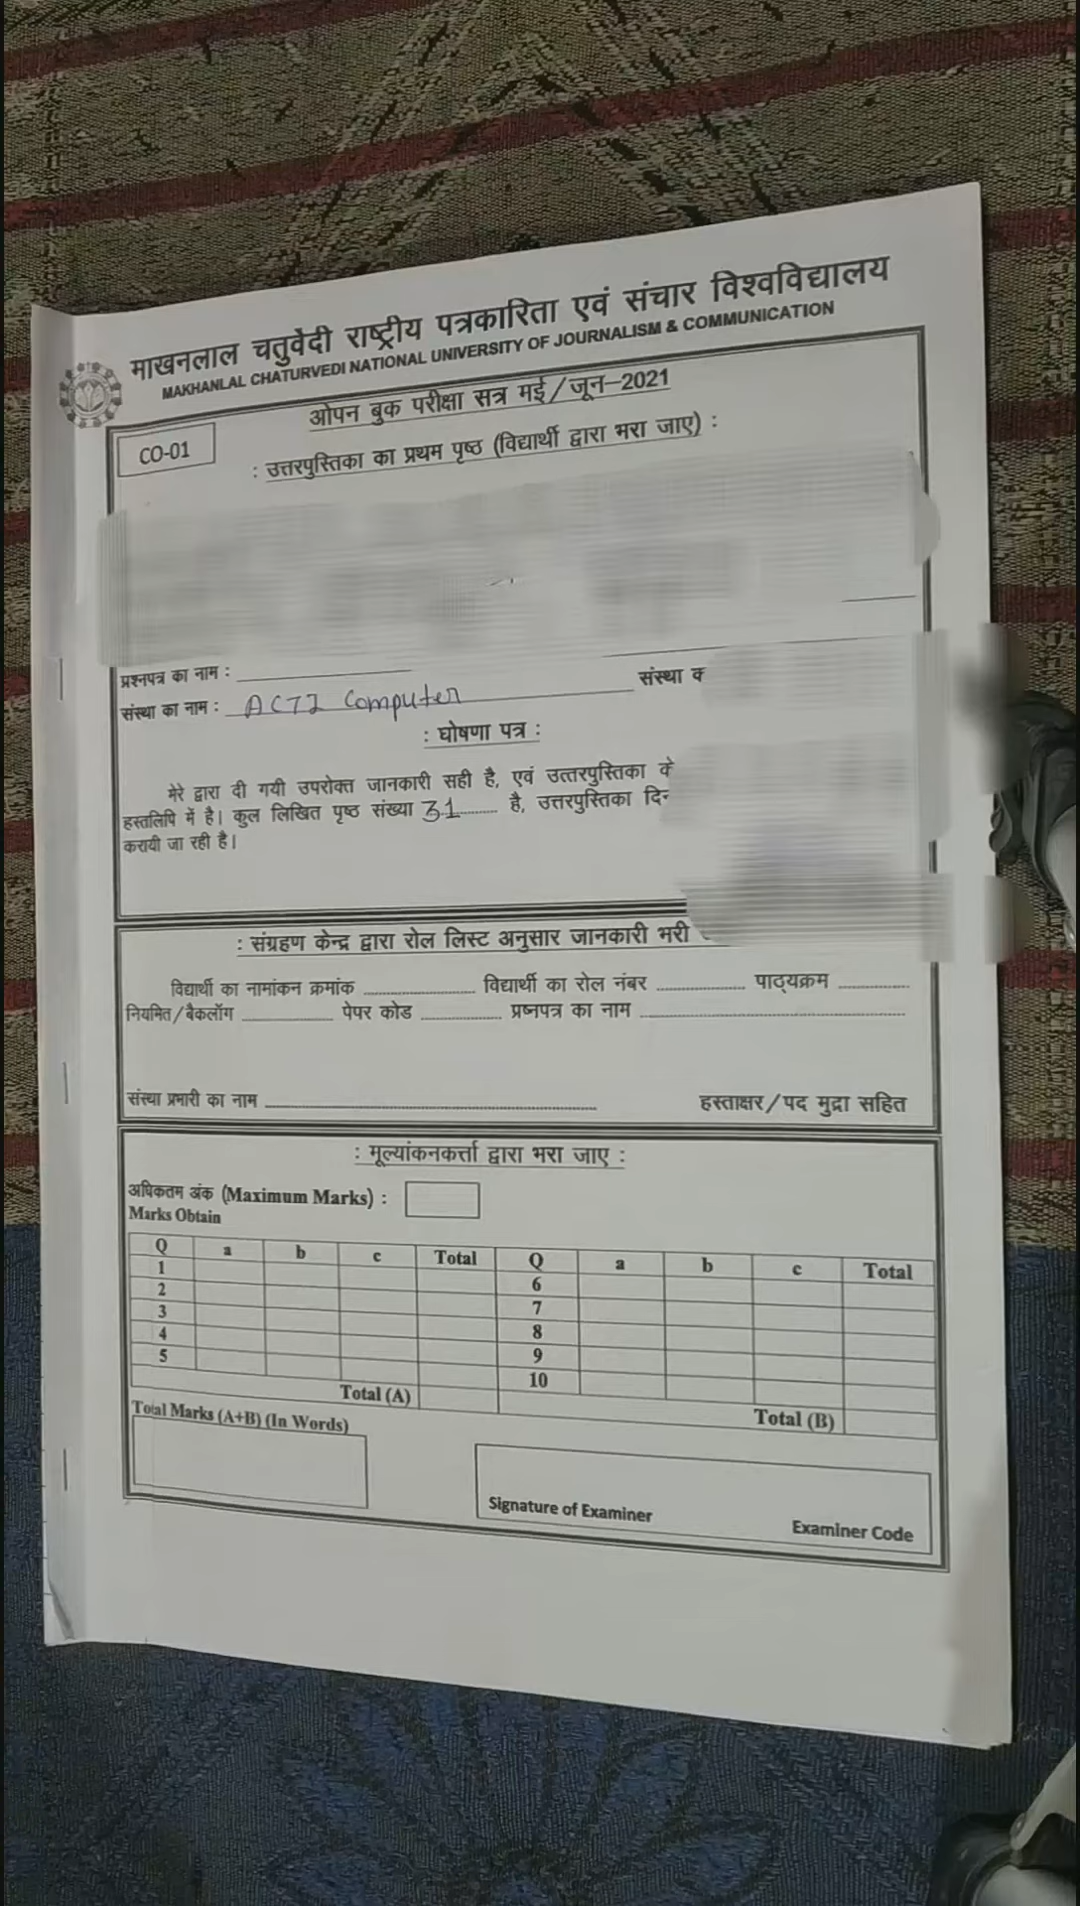 माखनलाल चतुर्वेदी राष्ट्रीय पत्रकारिता एवं संचार विश्वविद्यालय
MAKHANLAL CHATURVEDI NATIONAL UNIVERSITY OF JOURNALISM & COMMUNICATION
ओपन बुक परीक्षा सत्र मई/जून–2021
CO-01
: उत्तरपुस्तिका का प्रथम पृष्ठ (विद्यार्थी द्वारा भरा जाए) :
प्रश्नपत्र का नाम :
संस्था का नाम : ACTI Computer संस्था क
: घोषणा पत्र :
मेरे द्वारा दी गयी उपरोक्त जानकारी सही है, एवं उत्तरपुस्तिका के
हस्तलिपि में है। कुल लिखित पृष्ठ संख्या 31 है, उत्तरपुस्तिका दिन
करायी जा रही है।
: संग्रहण केन्द्र द्वारा रोल लिस्ट अनुसार जानकारी भरी
विद्यार्थी का नामांकन क्रमांक विद्यार्थी का रोल नंबर पाठ्यक्रम
नियमित/बैकलॉग पेपर कोड प्रष्नपत्र का नाम
संस्था प्रभारी का नाम हस्ताक्षर/पद मुद्रा सहित
: मूल्यांकनकर्त्ता द्वारा भरा जाए :
अधिकतम अंक (Maximum Marks) :
Marks Obtain
Q a b c Total Q a b c Total
1 6
2 7
3 8
4 9
5 10
Total (A) Total (B)
Total Marks (A+B) (In Words)
Signature of Examiner Examiner Code